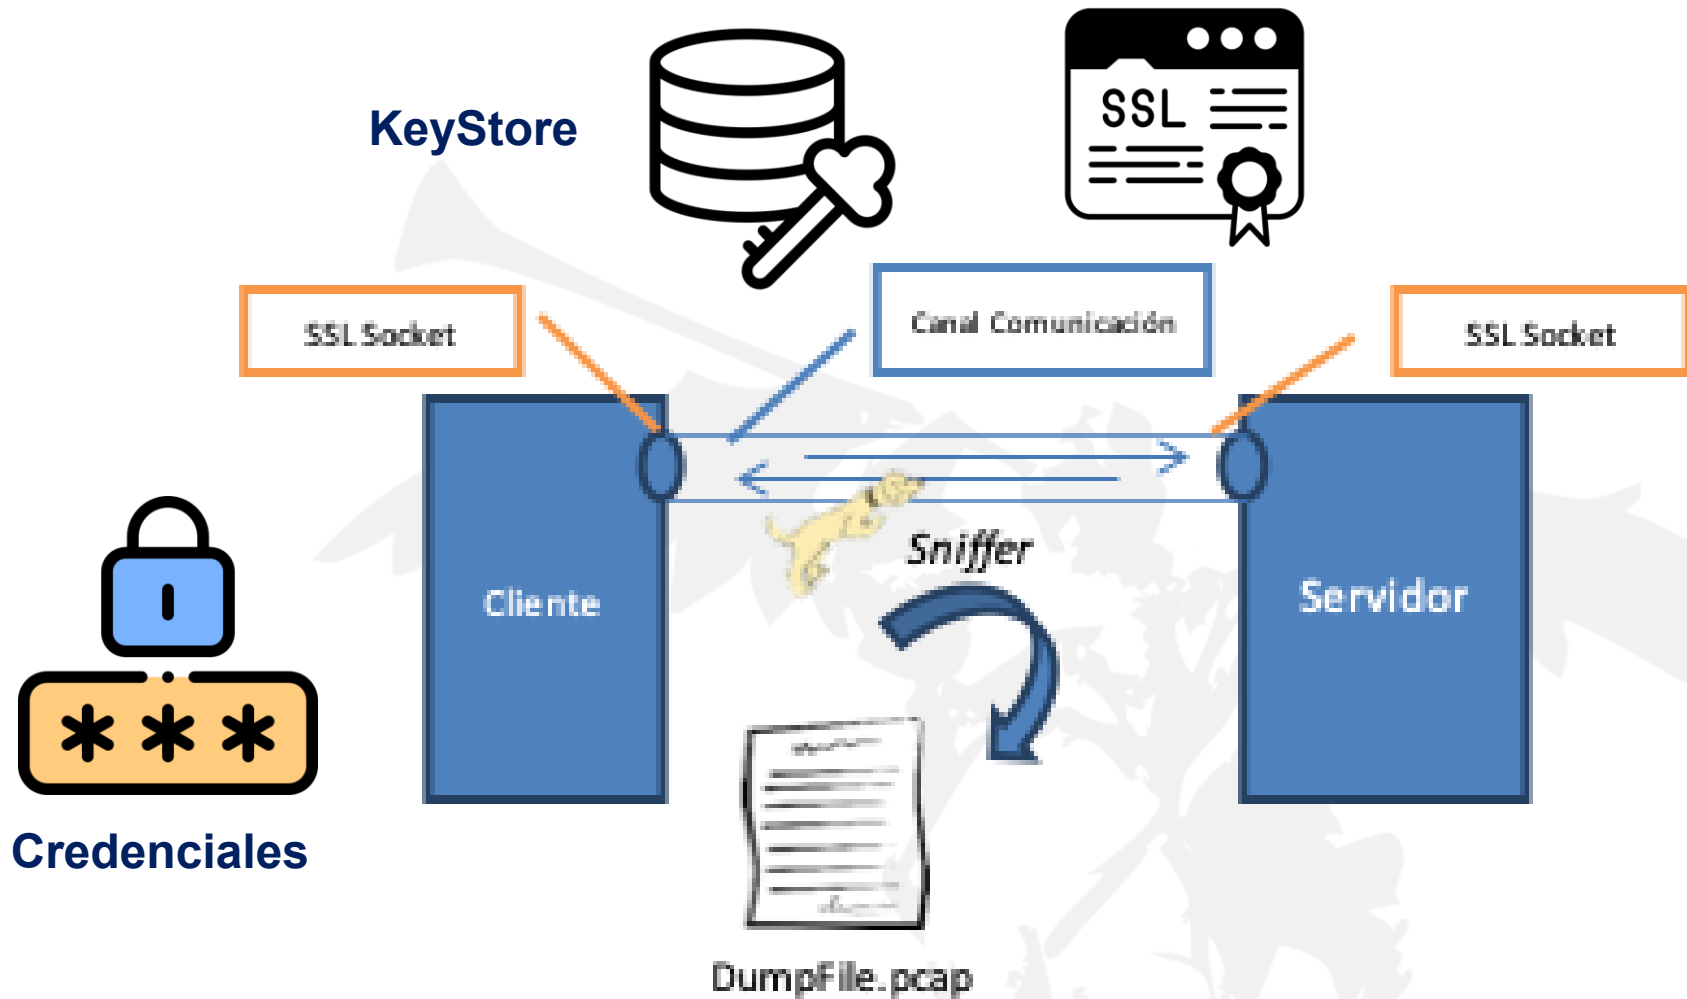 KeyStore
SSL
SSL Socket
Canal Comunicación
SSL Socket
Sniffer
Cliente
Servidor
***
Credenciales
DumpFile.pcap